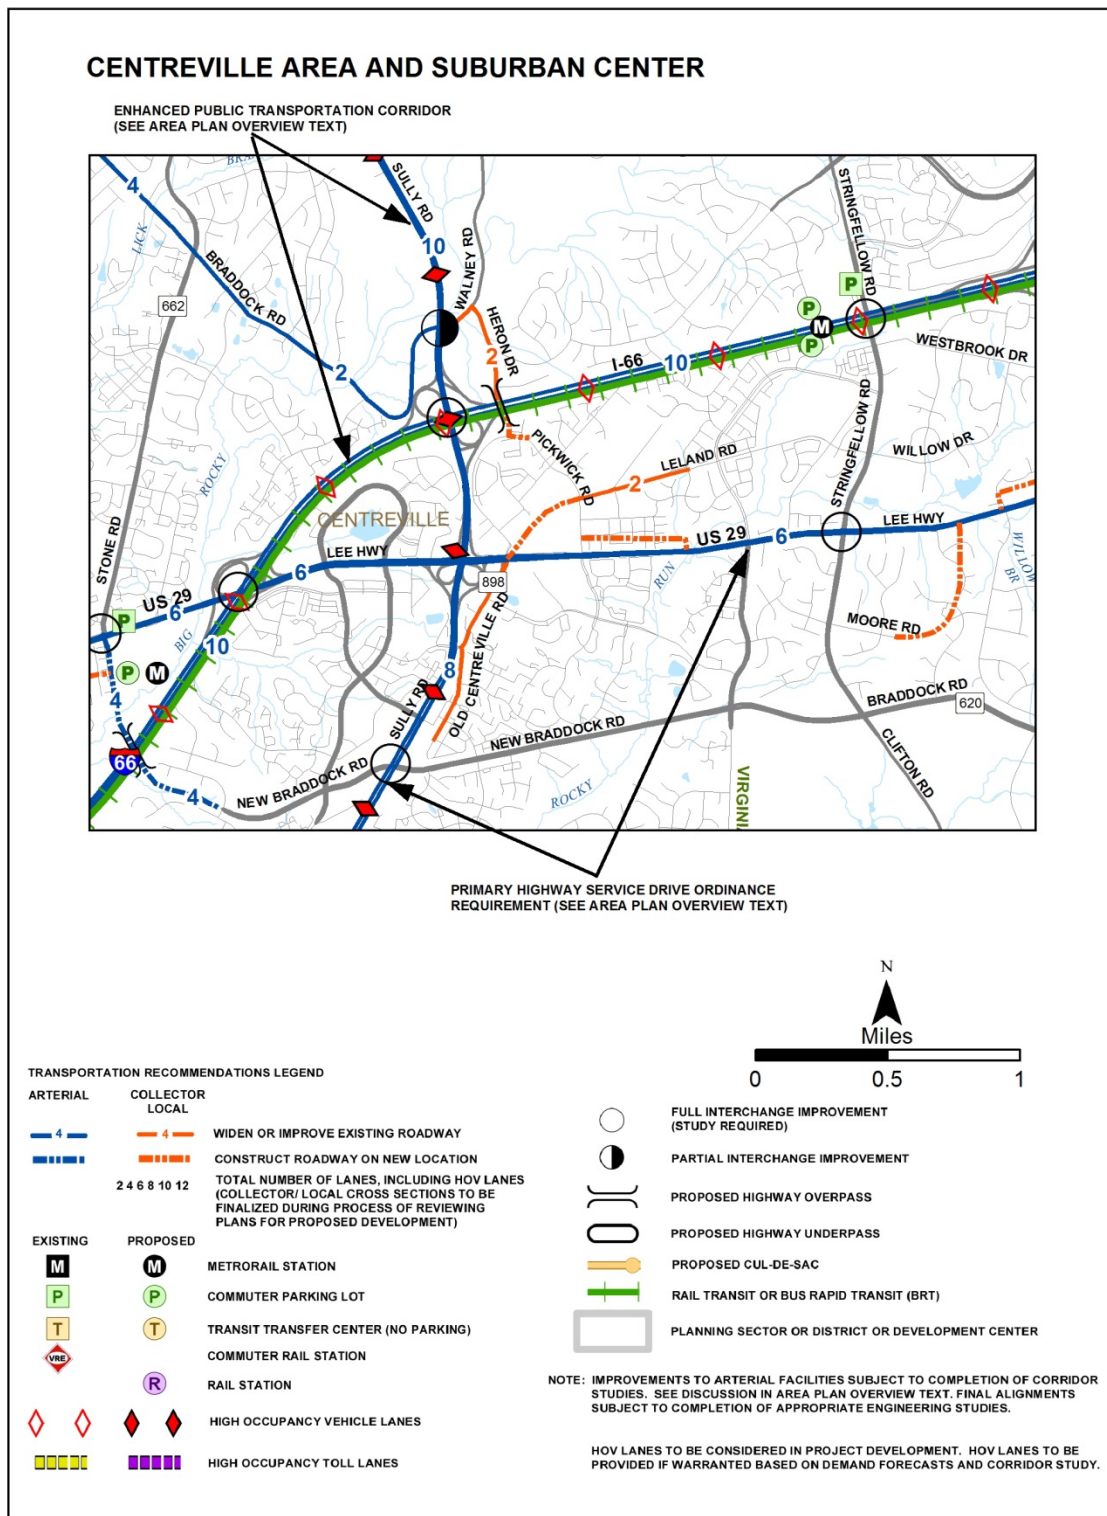 CENTREVILLE AREA AND SUBURBAN CENTER
ENHANCED PUBLIC TRANSPORTATION CORRIDOR
(SEE AREA PLAN OVERVIEW TEXT)
4
SULLY RD
STRINGFELLOW RD
LICK
10
WALNEY RD
BRADDOCK RD
P
662
P
M
HERON DR
WESTBROOK DR
P
2
2
I-66
10
STRINGFELLOW RD
WILLOW DR
PICKWICK RD
LELAND RD
2
ROCKY
CENTREVILLE
STONE RD
LEE HWY
LEE HWY
US 29
6
WILLOW
BR
6
898
RUN
US 29
6
P
BIG
10
MOORE RD
P
M
OLD CENTREVILLE RD
8
4
SULLY RD
BRADDOCK RD
620
NEW BRADDOCK RD
CLIFTON RD
66
4
NEW BRADDOCK RD
ROCKY
VIRGINI
PRIMARY HIGHWAY SERVICE DRIVE ORDINANCE
REQUIREMENT (SEE AREA PLAN OVERVIEW TEXT)
N
Miles
0 0.5 1
TRANSPORTATION RECOMMENDATIONS LEGEND
ARTERIAL COLLECTOR
LOCAL
4 4 WIDEN OR IMPROVE EXISTING ROADWAY
CONSTRUCT ROADWAY ON NEW LOCATION
2 4 6 8 10 12 TOTAL NUMBER OF LANES, INCLUDING HOV LANES
(COLLECTOR/ LOCAL CROSS SECTIONS TO BE
FINALIZED DURING PROCESS OF REVIEWING
PLANS FOR PROPOSED DEVELOPMENT)
EXISTING PROPOSED
M M METRORAIL STATION
P P COMMUTER PARKING LOT
T T TRANSIT TRANSFER CENTER (NO PARKING)
VRE COMMUTER RAIL STATION
R RAIL STATION
HIGH OCCUPANCY VEHICLE LANES
HIGH OCCUPANCY TOLL LANES
FULL INTERCHANGE IMPROVEMENT
(STUDY REQUIRED)
PARTIAL INTERCHANGE IMPROVEMENT
PROPOSED HIGHWAY OVERPASS
PROPOSED HIGHWAY UNDERPASS
PROPOSED CUL-DE-SAC
RAIL TRANSIT OR BUS RAPID TRANSIT (BRT)
PLANNING SECTOR OR DISTRICT OR DEVELOPMENT CENTER
NOTE: IMPROVEMENTS TO ARTERIAL FACILITIES SUBJECT TO COMPLETION OF CORRIDOR
STUDIES. SEE DISCUSSION IN AREA PLAN OVERVIEW TEXT. FINAL ALIGNMENTS
SUBJECT TO COMPLETION OF APPROPRIATE ENGINEERING STUDIES.
HOV LANES TO BE CONSIDERED IN PROJECT DEVELOPMENT. HOV LANES TO BE
PROVIDED IF WARRANTED BASED ON DEMAND FORECASTS AND CORRIDOR STUDY.